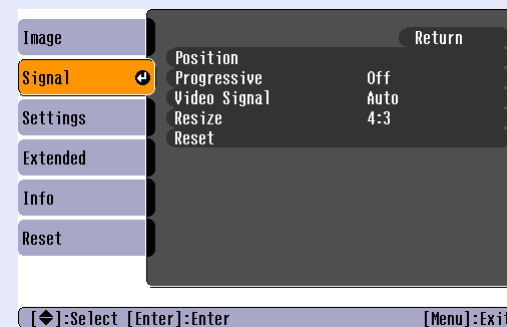 Image
Signal
Settings
Extended
Info
Reset
Return
Position
Progressive Off
Video Signal Auto
Resize 4:3
Reset
[◆]:Select [Enter]:Enter [Menu]:Exit